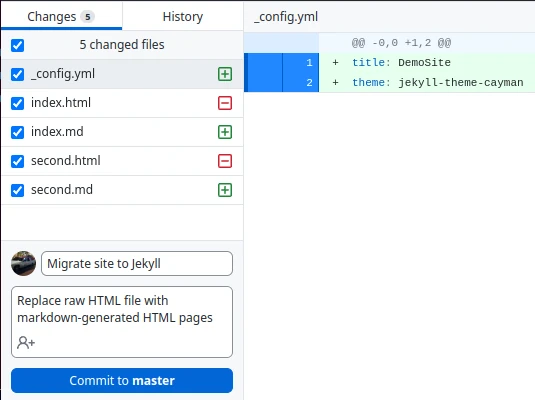 Changes 5 History
5 changed files
_config.yml
index.html
index.md
second.html
second.md
Migrate site to Jekyll
Replace raw HTML file with
markdown-generated HTML pages
Commit to master
_config.yml
@@ -0,0 +1,2 @@
1 + title: DemoSite
2 + theme: jekyll-theme-cayman